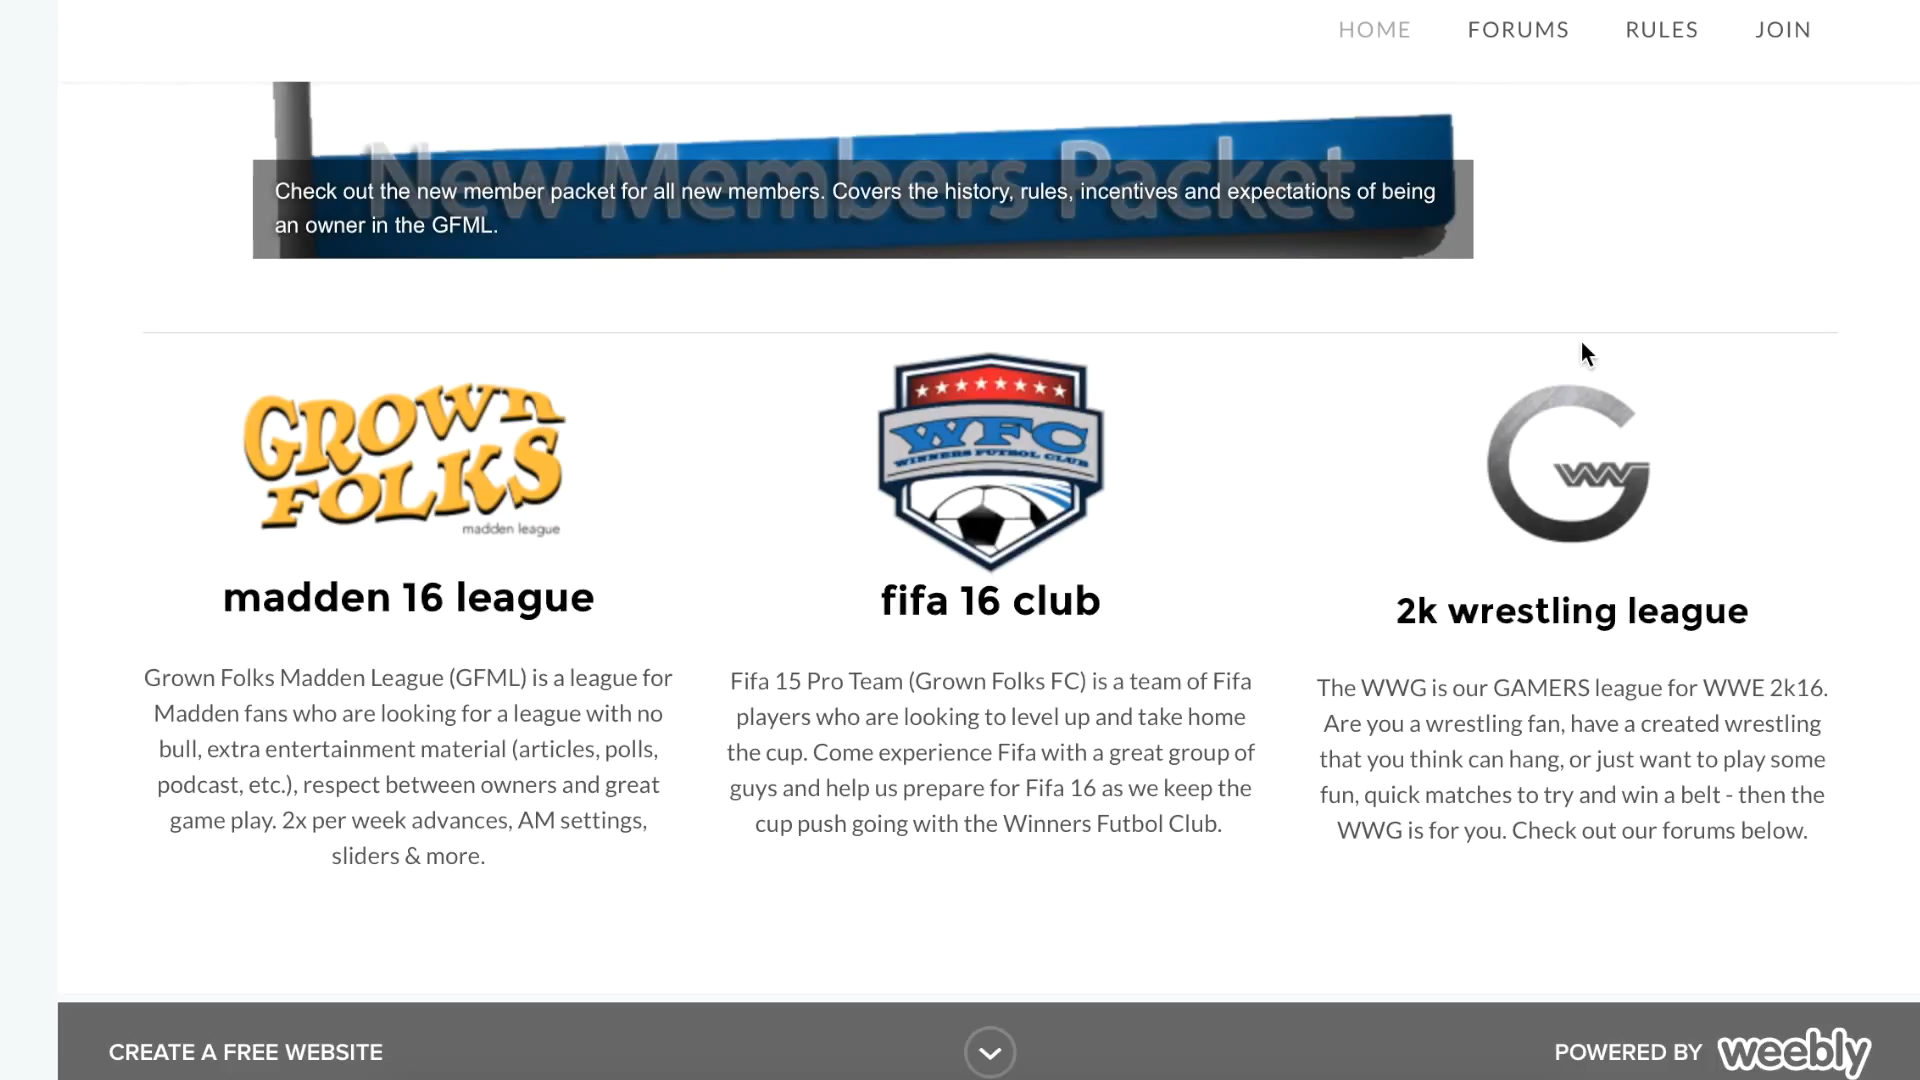 HOME FORUMS RULES JOIN
New Members Packet
Check out the new member packet for all new members. Covers the history, rules, incentives and expectations of being
an owner in the GFML.
GROWN
FOLKS
madden league
WFC
WINNERS FUTBOL CLUB
G WW
madden 16 league
Grown Folks Madden League (GFML) is a league for
Madden fans who are looking for a league with no
bull, extra entertainment material (articles, polls,
podcast, etc.), respect between owners and great
game play. 2x per week advances, AM settings,
sliders & more.
fifa 16 club
Fifa 15 Pro Team (Grown Folks FC) is a team of Fifa
players who are looking to level up and take home
the cup. Come experience Fifa with a great group of
guys and help us prepare for Fifa 16 as we keep the
cup push going with the Winners Futbol Club.
2k wrestling league
The WWG is our GAMERS league for WWE 2k16.
Are you a wrestling fan, have a created wrestling
that you think can hang, or just want to play some
fun, quick matches to try and win a belt - then the
WWG is for you. Check out our forums below.
CREATE A FREE WEBSITE
POWERED BY weebly